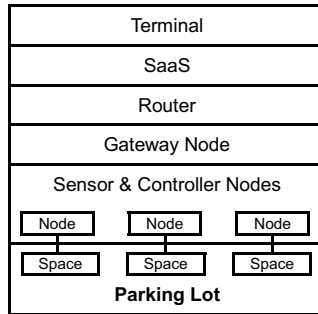 Terminal
SaaS
Router
Gateway Node
Sensor & Controller Nodes
Node Node Node
Space Space Space
Parking Lot